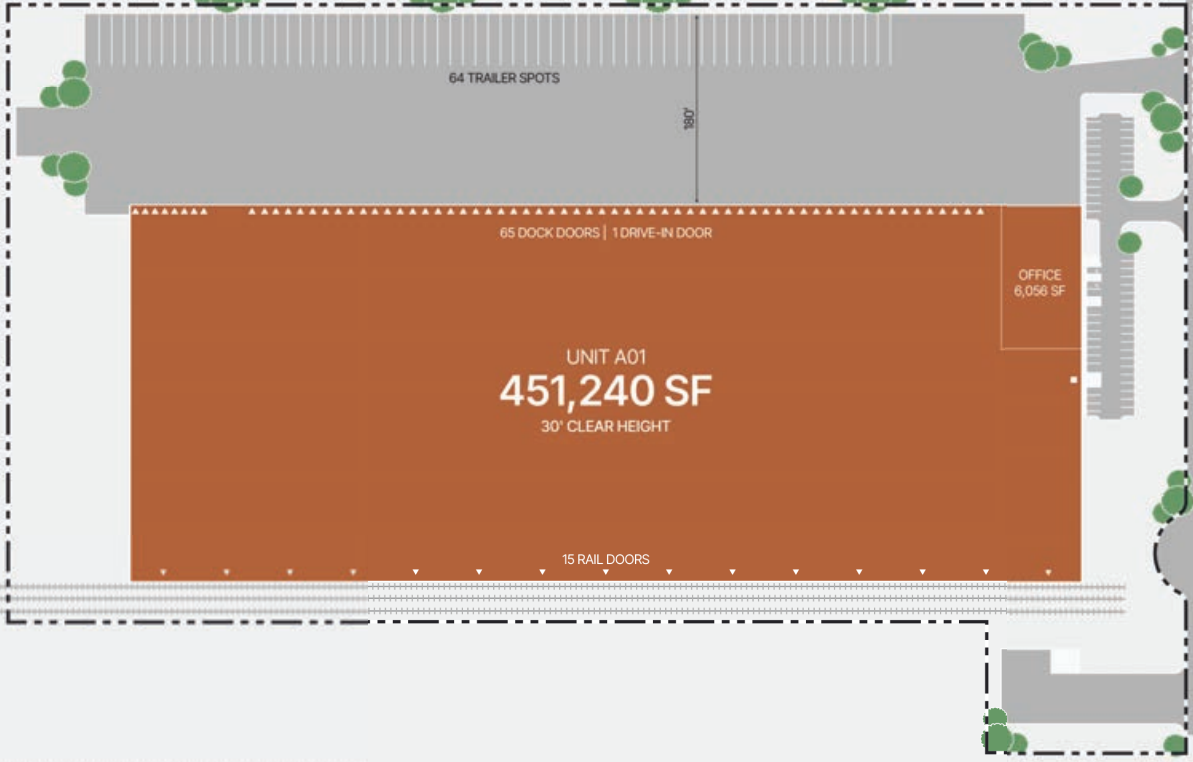 64 TRAILER SPOTS
180'
65 DOCK DOORS | 1 DRIVE-IN DOOR
OFFICE
6,056 SF
UNIT A01
451,240 SF
30' CLEAR HEIGHT
15 RAIL DOORS